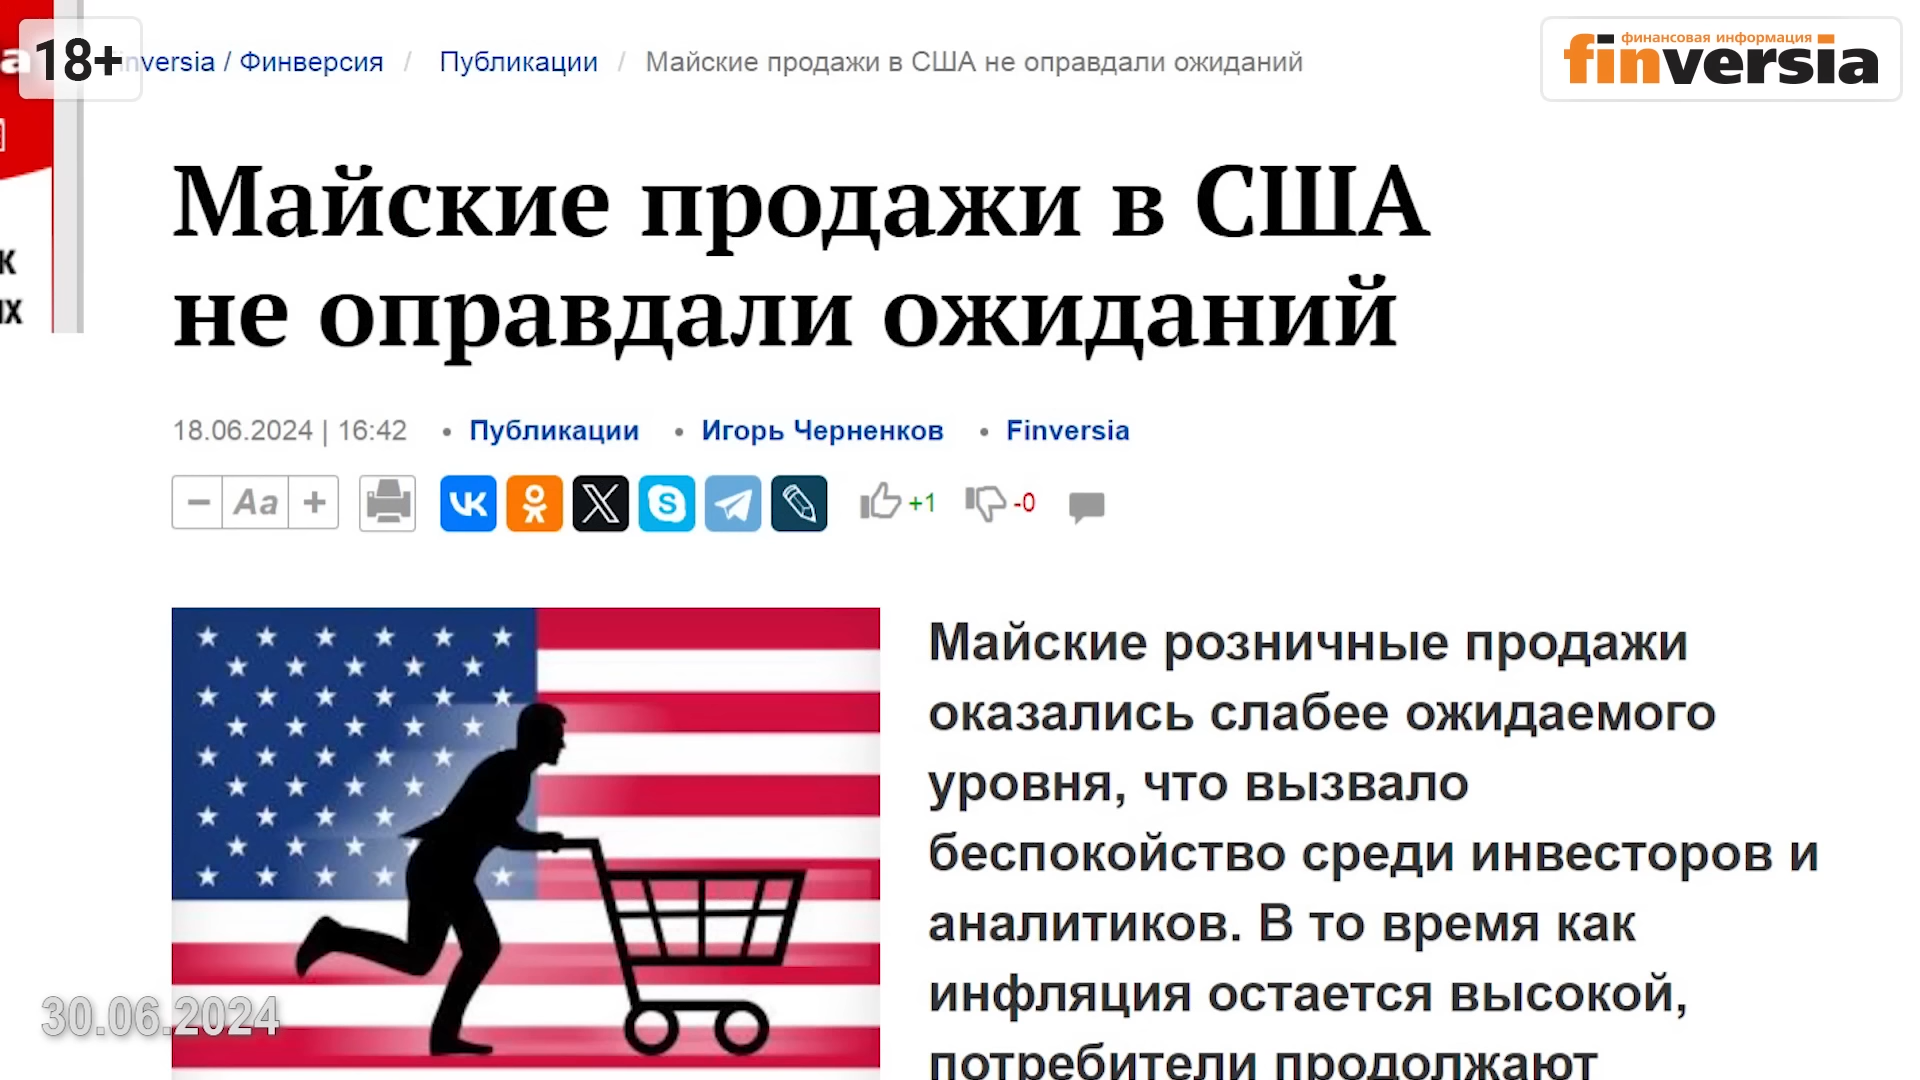 18+
versia / Финверсия / Публикации / Майские продажи в США не оправдали ожиданий
финансовая информация
finversia
к
их
Майские продажи в США
не оправдали ожиданий
18.06.2024 | 16:42 • Публикации • Игорь Черненков • Finversia
− Aa + +1 -0
Майские розничные продажи
оказались слабее ожидаемого
уровня, что вызвало
беспокойство среди инвесторов и
аналитиков. В то время как
инфляция остается высокой,
потребители продолжают
30.06.2024